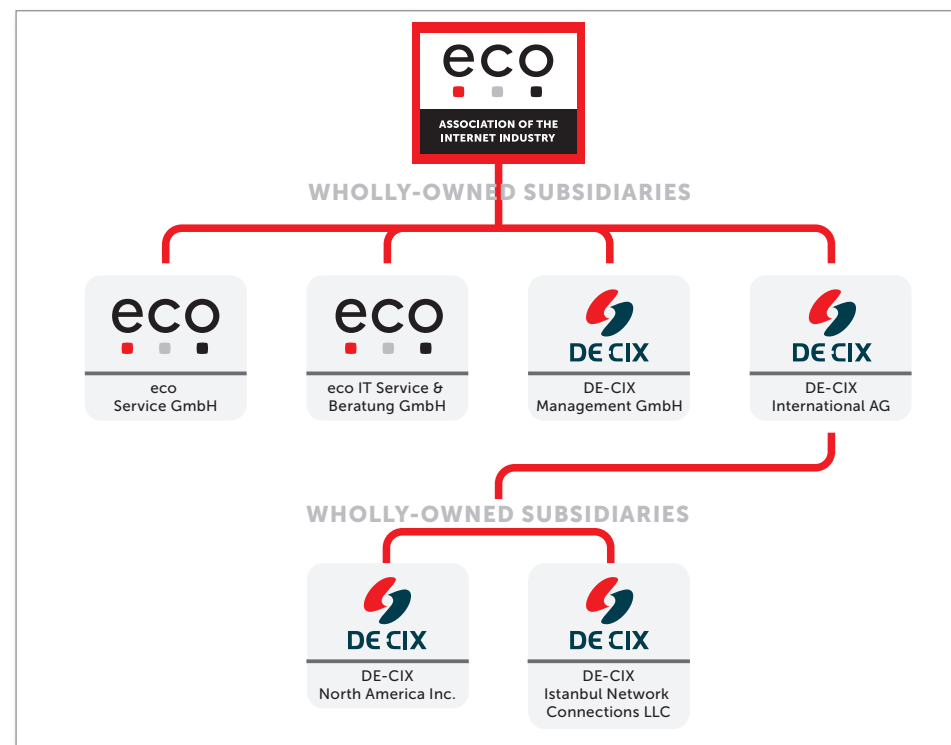 eco
ASSOCIATION OF THE
INTERNET INDUSTRY
WHOLLY-OWNED SUBSIDIARIES
eco
eco
Service GmbH
eco
eco IT Service &
Beratung GmbH
DE CIX
DE-CIX
Management GmbH
DE CIX
DE-CIX
International AG
WHOLLY-OWNED SUBSIDIARIES
DE CIX
DE-CIX
North America Inc.
DE CIX
DE-CIX
Istanbul Network
Connections LLC